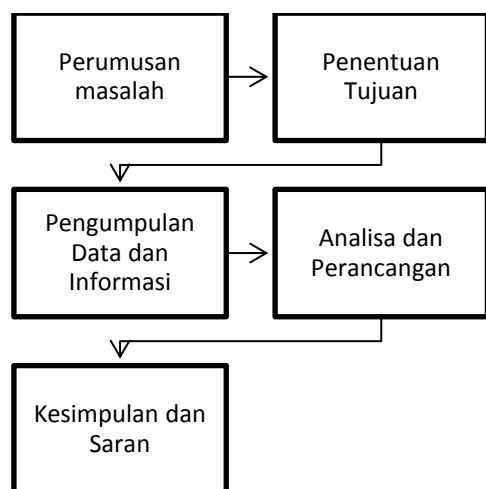 Perumusan
masalah
Penentuan
Tujuan
Pengumpulan
Data dan
Informasi
Analisa dan
Perancangan
Kesimpulan dan
Saran